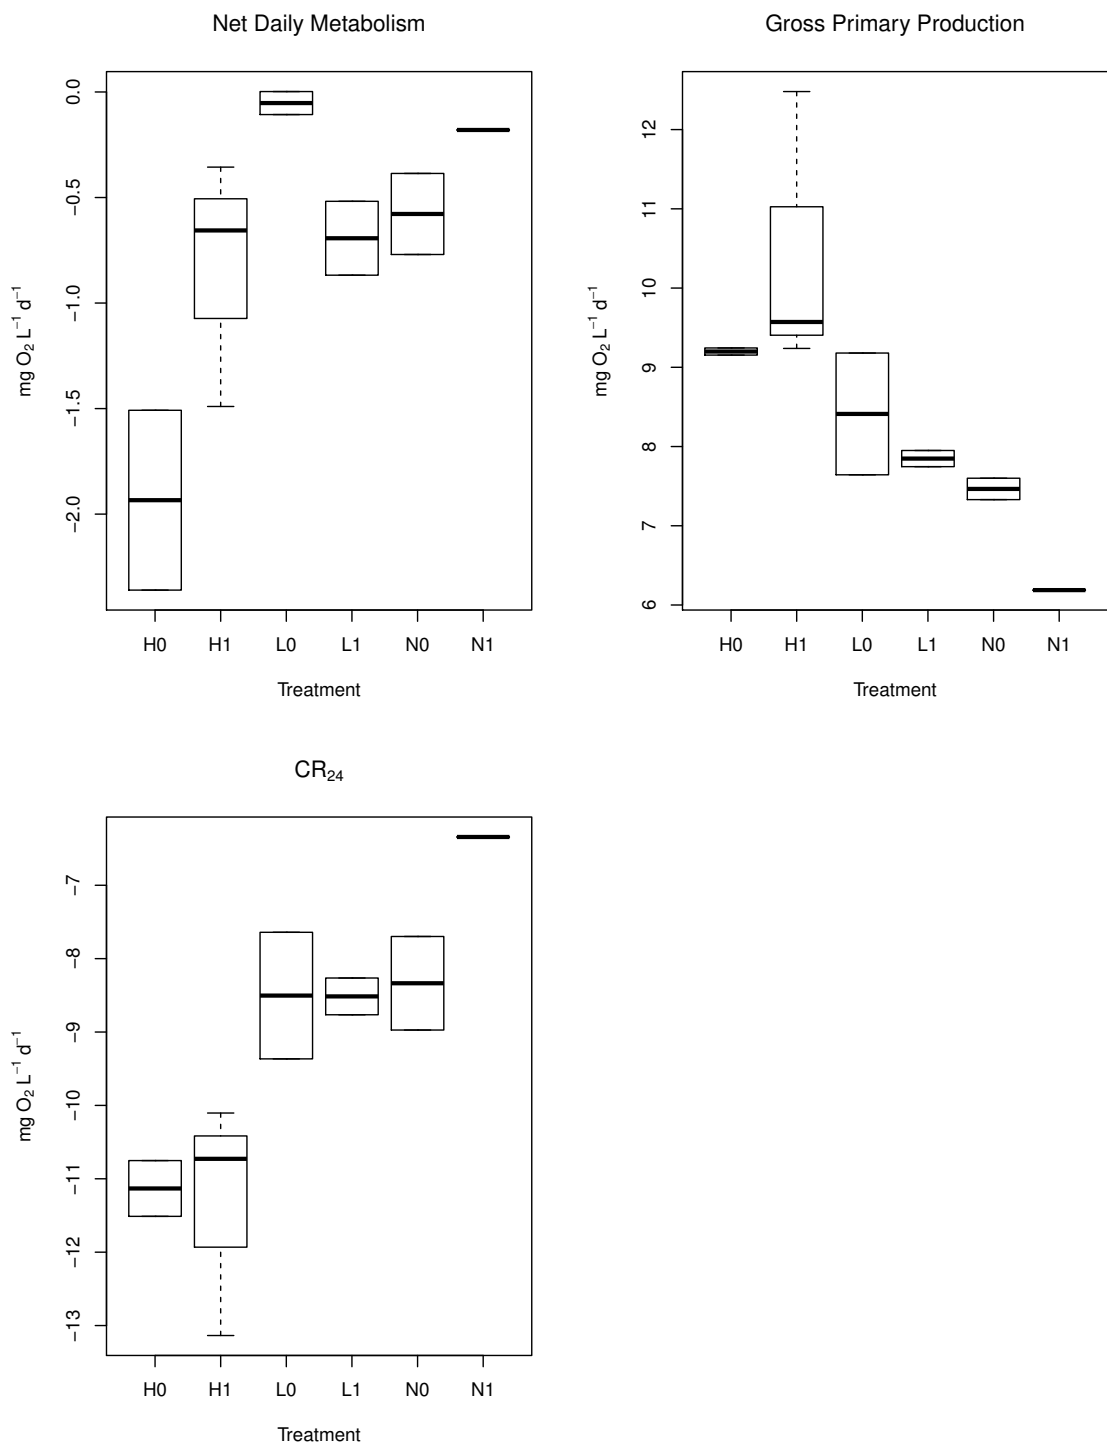 Net Daily Metabolism
mg O₂ L⁻¹ d⁻¹
0.0
−0.5
−1.0
−1.5
−2.0
H0 H1 L0 L1 N0 N1
Treatment
Gross Primary Production
mg O₂ L⁻¹ d⁻¹
12
11
10
9
8
7
6
H0 H1 L0 L1 N0 N1
Treatment
CR₂₄
mg O₂ L⁻¹ d⁻¹
−7
−8
−9
−10
−11
−12
−13
H0 H1 L0 L1 N0 N1
Treatment